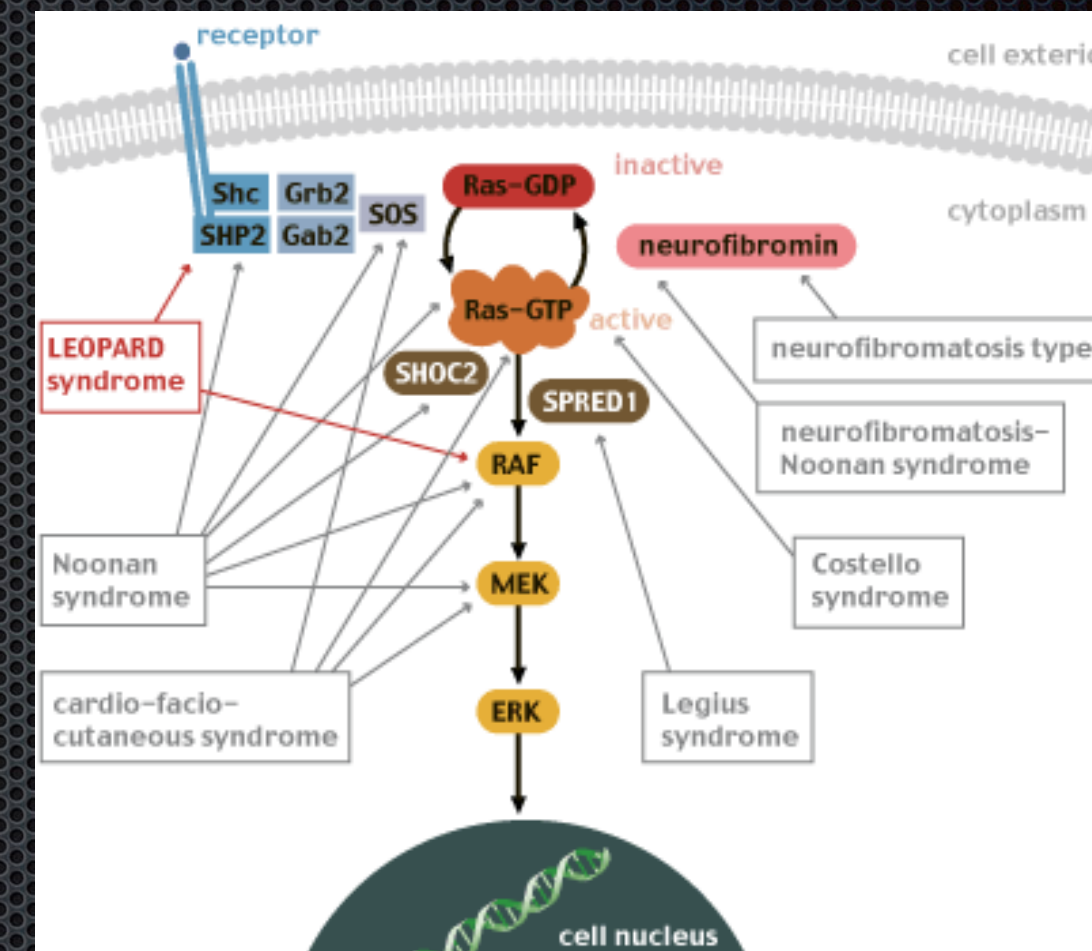 receptor
cell exteri
inactive
Ras-GDP
Shc
Grb2
SOS
SHP2
Gab2
cytoplasm
neurofibromin
Ras-GTP
active
LEOPARD
syndrome
neurofibromatosis type
SHOC2
SPRED1
neurofibromatosis-
Noonan syndrome
RAF
Noonan
syndrome
MEK
Costello
syndrome
cardio-facio-
cutaneous syndrome
ERK
Legius
syndrome
cell nucleus